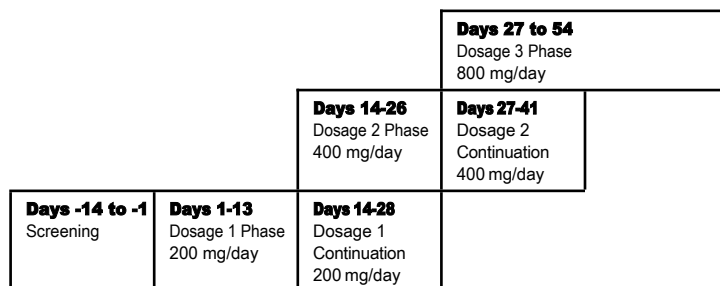 Days 27 to 54
Dosage 3 Phase
800 mg/day
Days 14-26
Dosage 2 Phase
400 mg/day
Days 27-41
Dosage 2
Continuation
400 mg/day
Days -14 to -1
Screening
Days 1-13
Dosage 1 Phase
200 mg/day
Days 14-28
Dosage 1
Continuation
200 mg/day